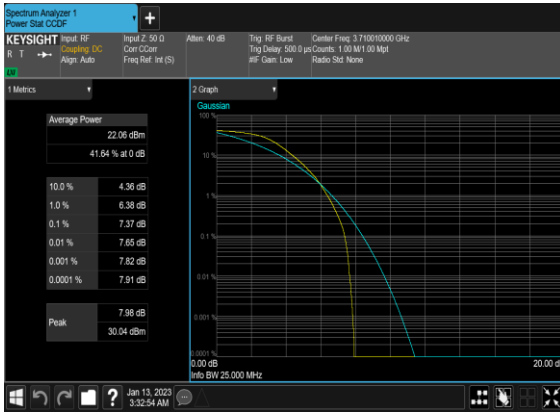 Spectrum Analyzer 1
Power Stat CCDF
+
KEYSIGHT
R T
LW
Input: RF
Coupling: DC
Align: Auto
Input Z: 50 Ω
Corr CCorr
Freq Ref: Int (S)
Atten: 40 dB
Trig: RF Burst
Trig Delay: 500.0 µs
#IF Gain: Low
Center Freq: 3.710010000 GHz
Counts: 1.00 M/1.00 Mpt
Radio Std: None
1 Metrics
Average Power
22.06 dBm
41.64 % at 0 dB
10.0 % 4.36 dB
1.0 % 6.38 dB
0.1 % 7.37 dB
0.01 % 7.65 dB
0.001 % 7.82 dB
0.0001 % 7.91 dB
Peak
7.98 dB
30.04 dBm
2 Graph
Gaussian
100 %
10 %
1 %
0.1 %
0.01 %
0.001 %
0.0001 %
0.00 dB
20.00 d
Info BW 25.000 MHz
?
Jan 13, 2023
3:32:54 AM